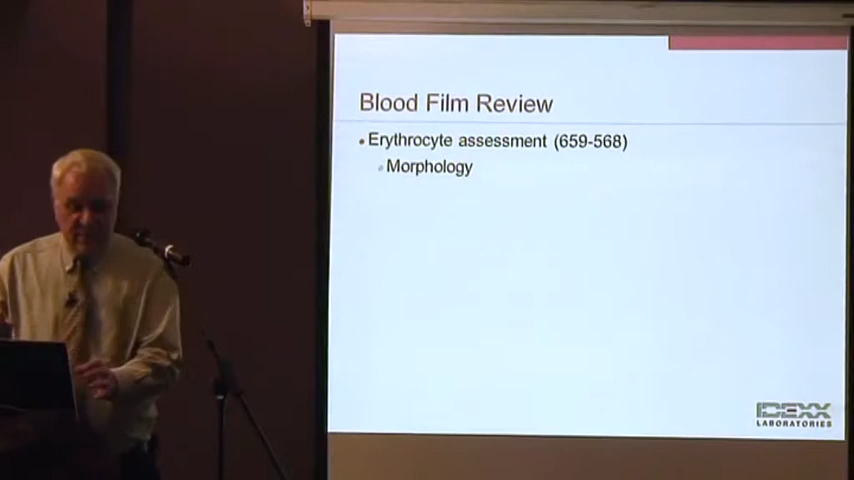 Blood Film Review
• Erythrocyte assessment (659-568)
Morphology
IDEXX
LABORATORIES